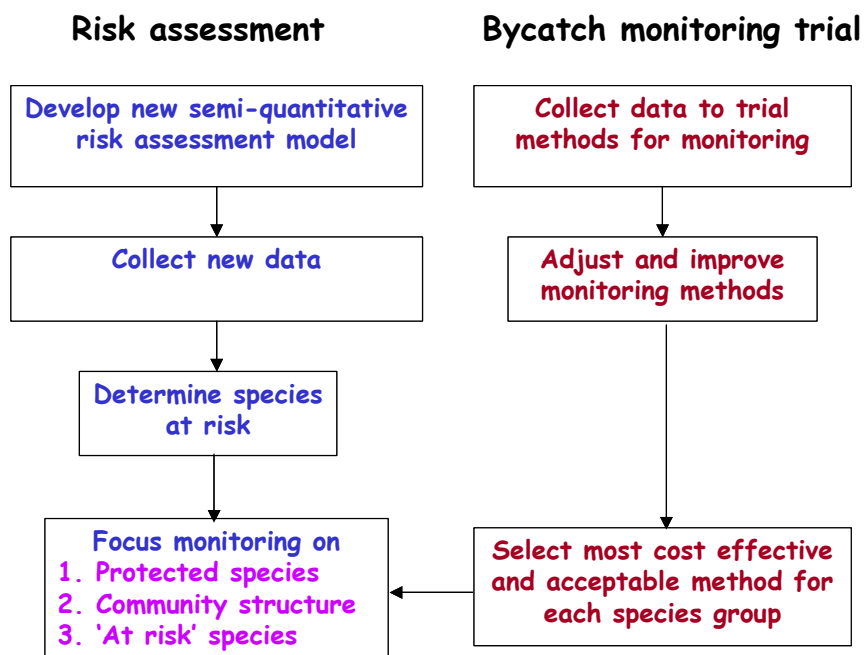 Risk assessment
Bycatch monitoring trial
Develop new semi-quantitative
risk assessment model
Collect data to trial
methods for monitoring
Collect new data
Adjust and improve
monitoring methods
Determine species
at risk
Focus monitoring on
1. Protected species
2. Community structure
3. ‘At risk’ species
Select most cost effective
and acceptable method for
each species group